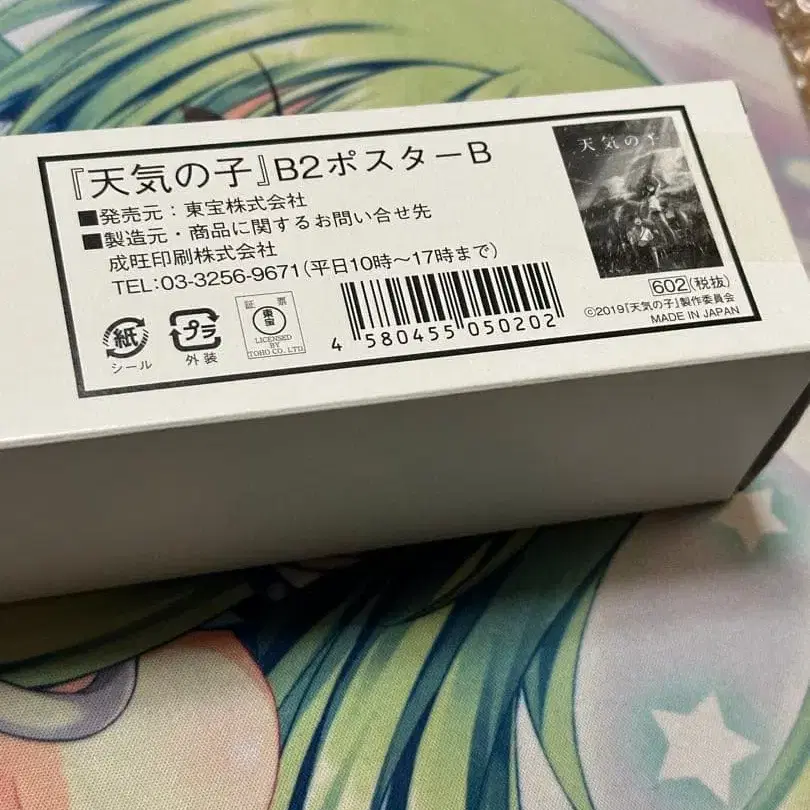 『天気の子』B2ポスターB
■発売元：東宝株式会社
■製造元・商品に関するお問い合せ先
成旺印刷株式会社
TEL:03-3256-9671(平日10時～17時まで)
紙
シール
プラ
外装
証 票
東宝
LICENSED
BY
TOHO CO., LTD
4 580455 050202
天気の子
602(税抜)
©2019『天気の子』製作委員会
MADE IN JAPAN